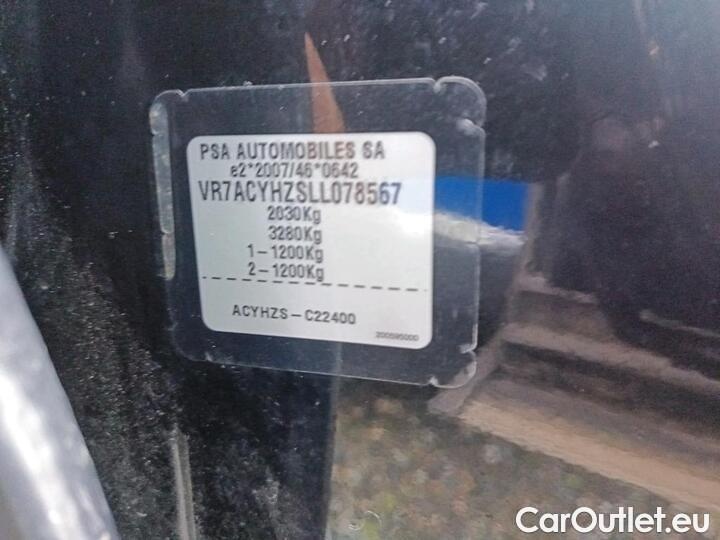 PSA AUTOMOBILES SA
e2*2007/46*0642
VR7ACYHZSLL078567
2030Kg
3280Kg
1-1200Kg
2-1200Kg
ACYHZS-C22400
200595000
CarOutlet.eu